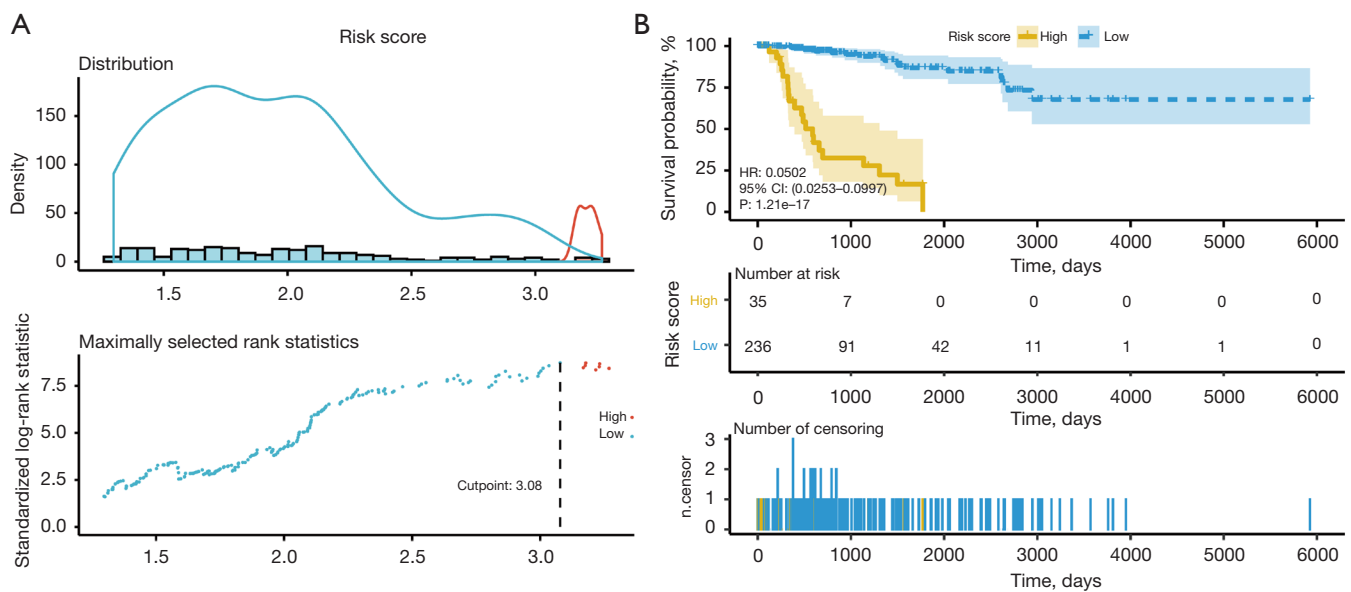 A
Risk score
Distribution
Density
150
100
50
0
1.5 2.0 2.5 3.0
Maximally selected rank statistics
Standardized log-rank statistic
7.5
5.0
2.5
0.0
High
Low
Cutpoint: 3.08
1.5 2.0 2.5 3.0
B
Risk score High Low
Survival probability, %
100
75
50
25
0
HR: 0.0502
95% CI: (0.0253–0.0997)
P: 1.21e–17
0 1000 2000 3000 4000 5000 6000
Time, days
Number at risk
Risk score
High 35 7 0 0 0 0 0
Low 236 91 42 11 1 1 0
0 1000 2000 3000 4000 5000 6000
Time, days
Number of censoring
n.censor
3
2
1
0
0 1000 2000 3000 4000 5000 6000
Time, days